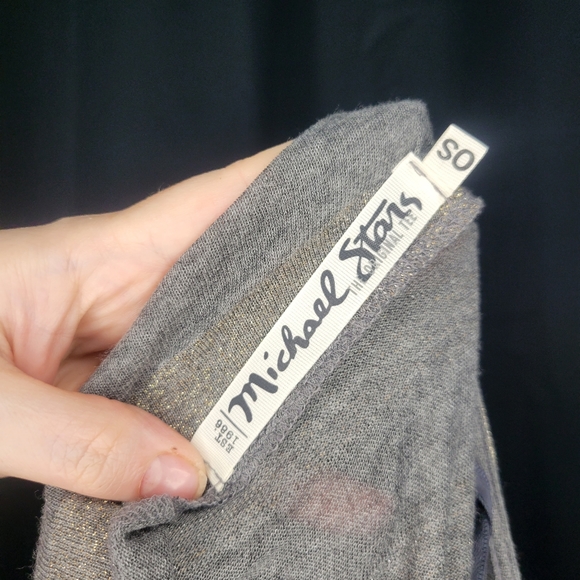 Michael Stars
THE ORIGINAL TEE
EST
1986
OS